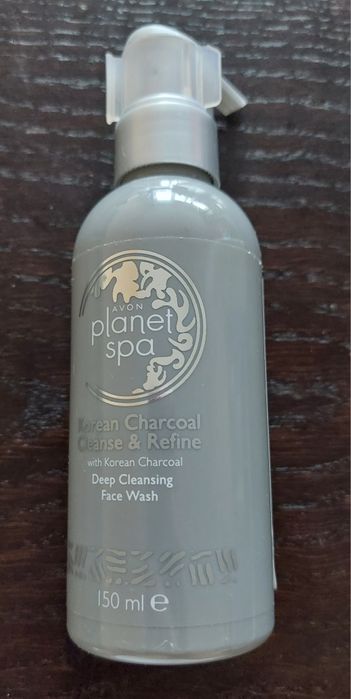 AVON
planet
spa
Korean Charcoal
Cleanse & Refine
with Korean Charcoal
Deep Cleansing
Face Wash
150 ml ℮